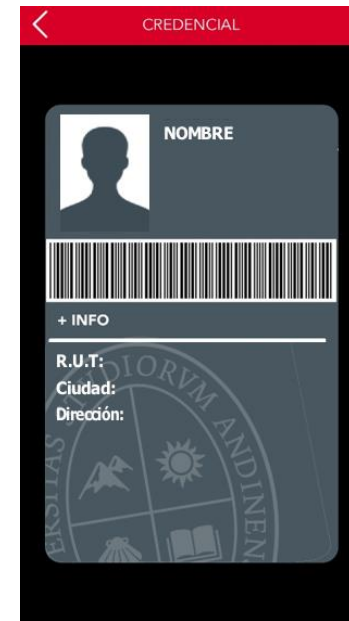 CREDENCIAL
NOMBRE
+ INFO
R.U.T:
Ciudad:
Dirección: